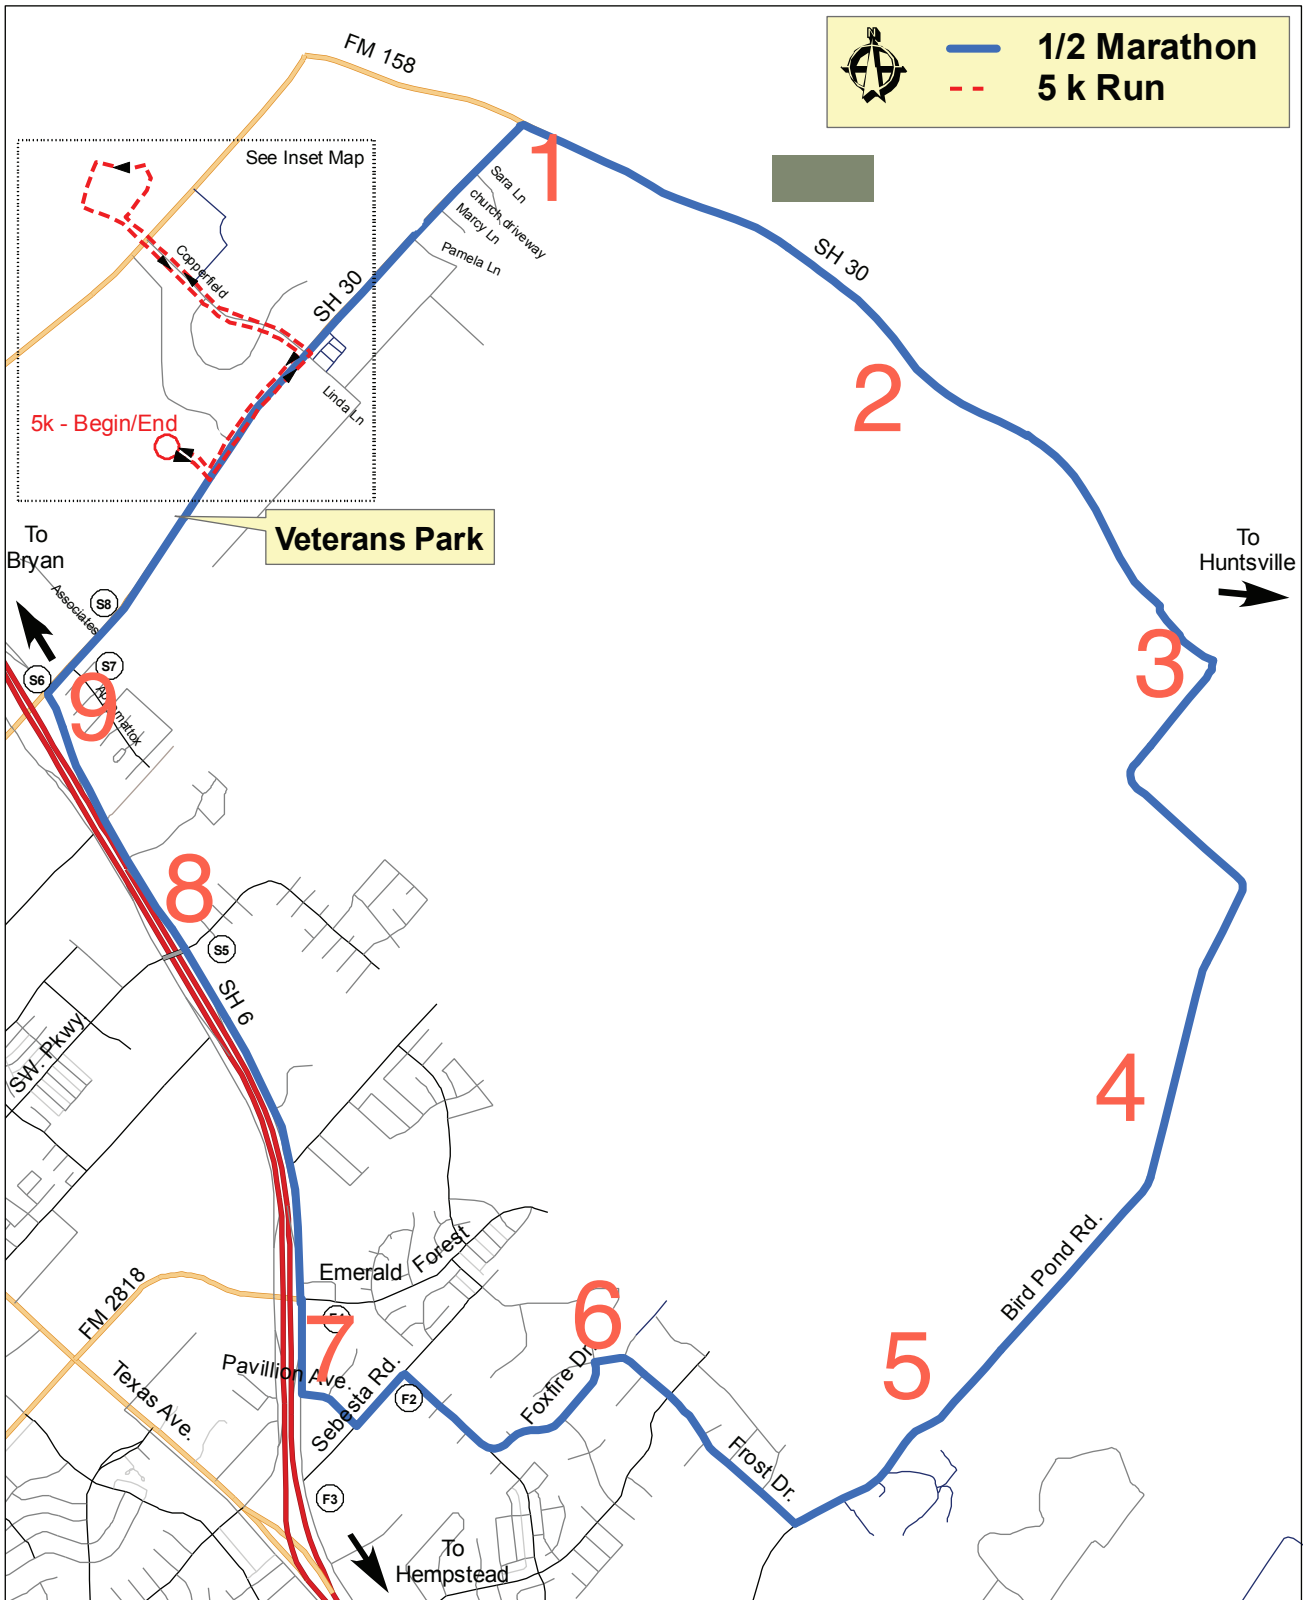 N
1/2 Marathon
5 k Run
FM 158
See Inset Map
1
Sara Ln
church driveway
Marcy Ln
Pamela Ln
SH 30
Copperfield
SH 30
2
Linda Ln
5k - Begin/End
Veterans Park
To
Bryan
To
Huntsville
Associates
S8
S7
S6
3
9
8
S5
SH 6
SW. Pkwy.
4
Bird Pond Rd.
Emerald Forest
6
FM 2818
7
5
Pavillion Ave.
Texas Ave.
Sebesta Rd.
F2
Foxfire Dr.
Frost Dr.
F3
To
Hempstead